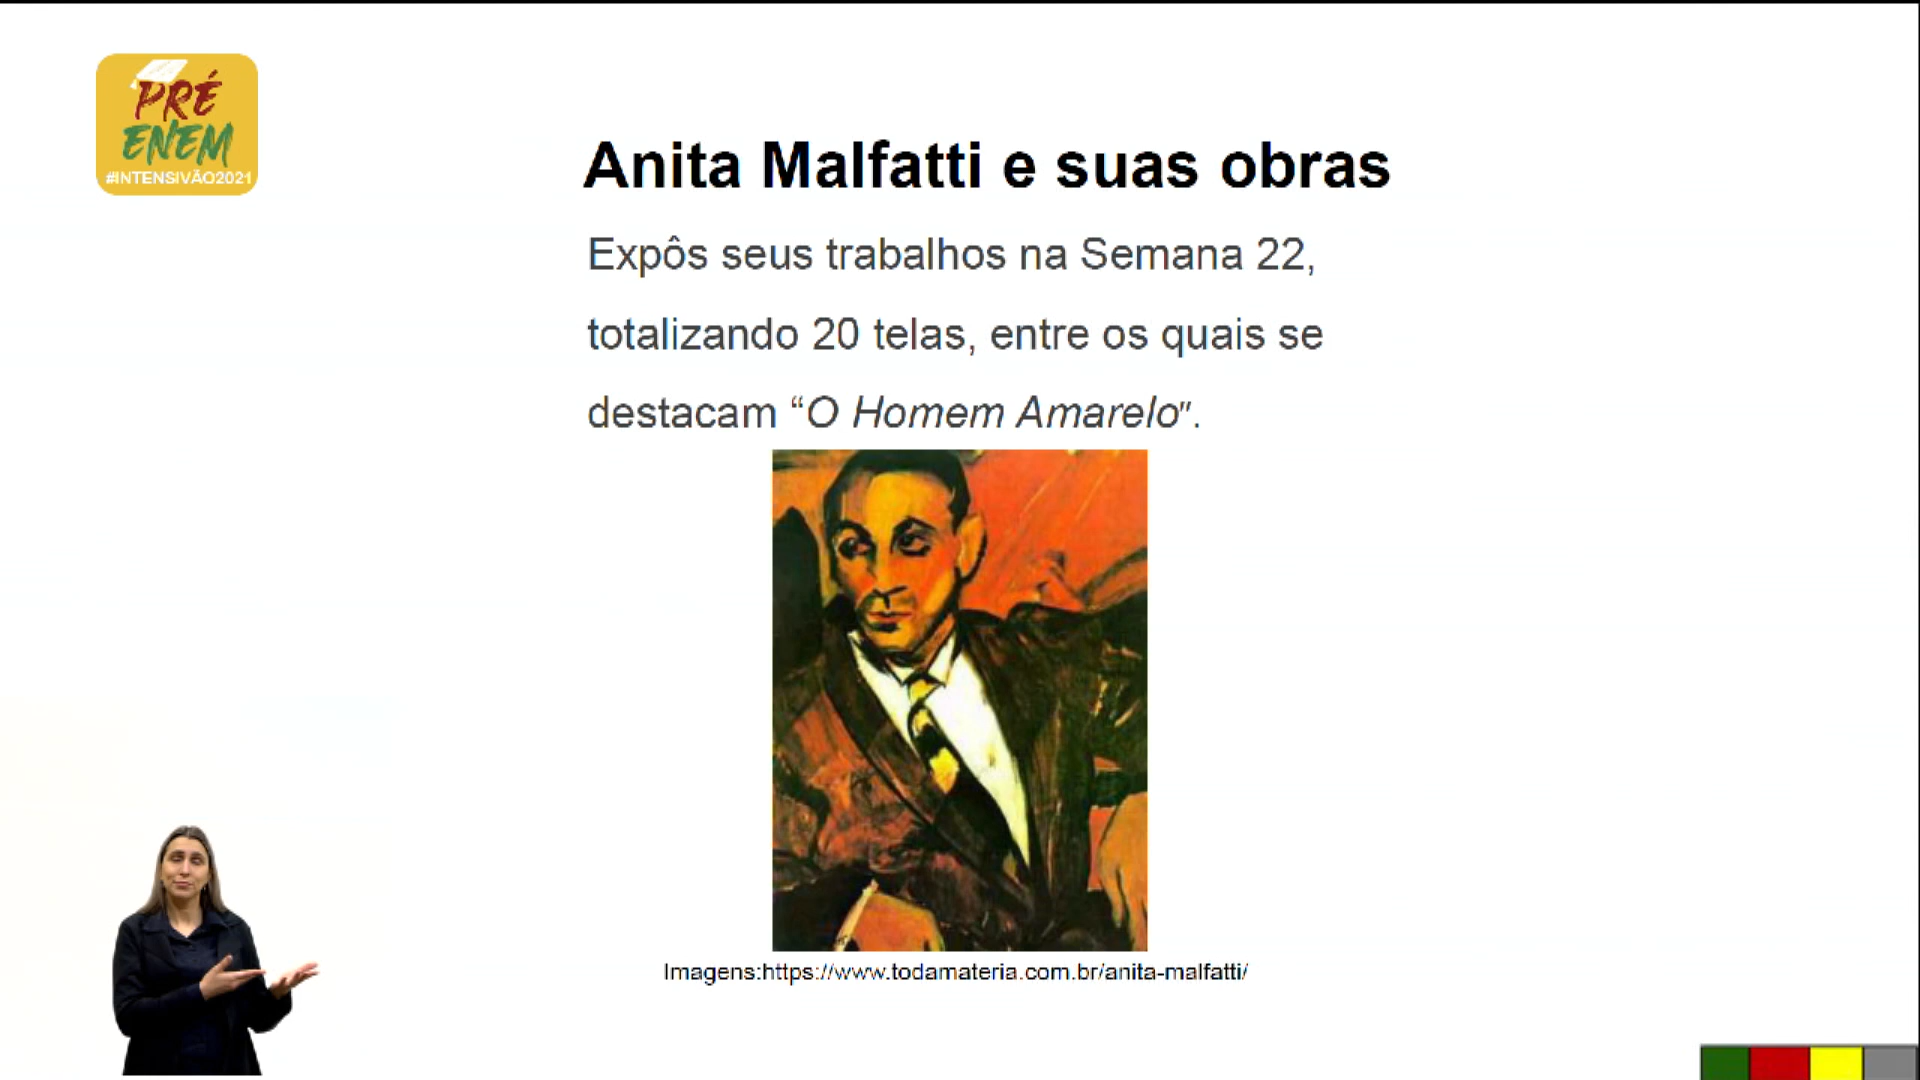 PRÉ
ENEM
#INTENSIVÃO2021
Anita Malfatti e suas obras
Expôs seus trabalhos na Semana 22,
totalizando 20 telas, entre os quais se
destacam “O Homem Amarelo".
Imagens:https://www.todamateria.com.br/anita-malfatti/